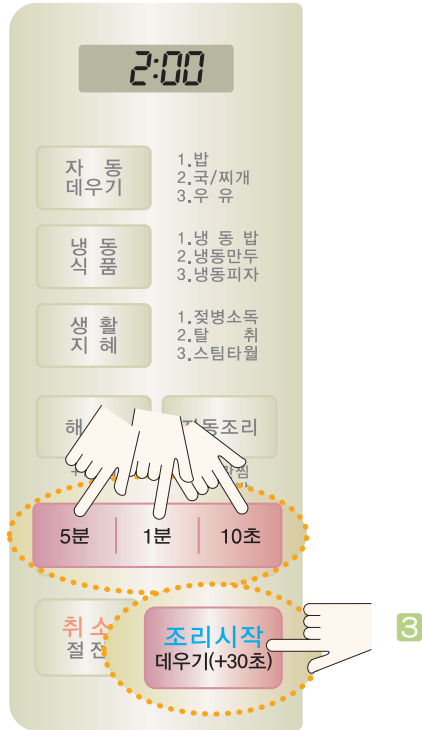 2:00
자 동
데우기
1.밥
2.국/찌개
3.우 유
냉 동
식 품
1.냉 동 밥
2.냉동만두
3.냉동피자
생 활
지 혜
1.젖병소독
2.탈 취
3.스팀타월
해
동조리
찜
5분
1분
10초
취 소
절 전
조리시작
데우기(+30초)
3